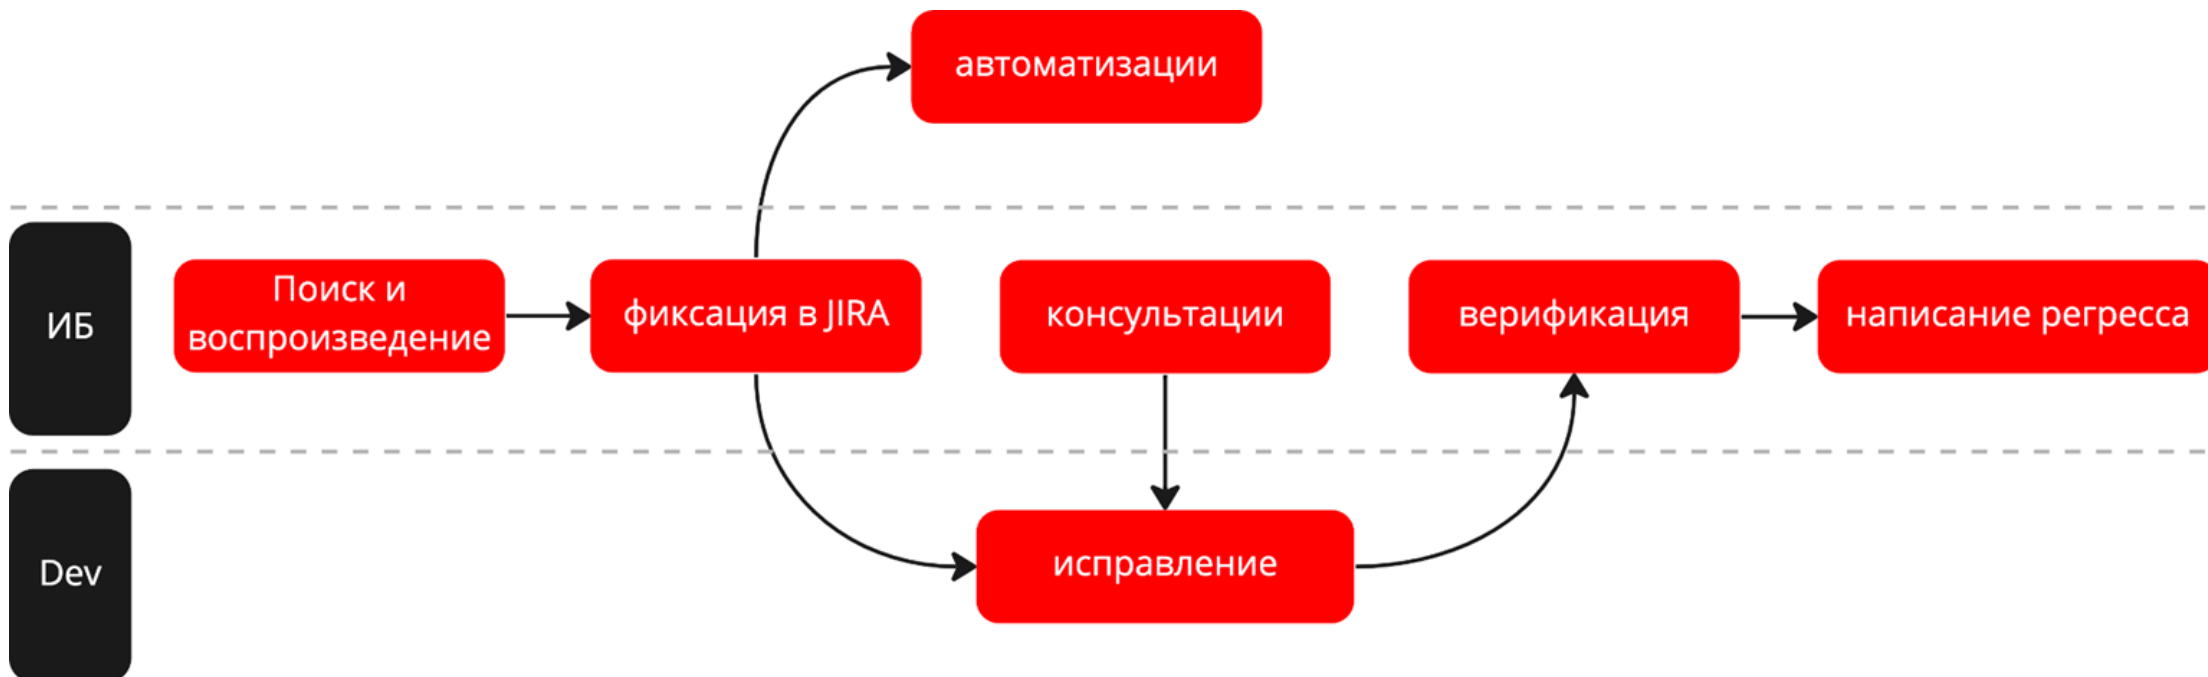 автоматизации
ИБ
Поиск и
воспроизведение
фиксация в JIRA
консультации
верификация
написание регресса
Dev
исправление